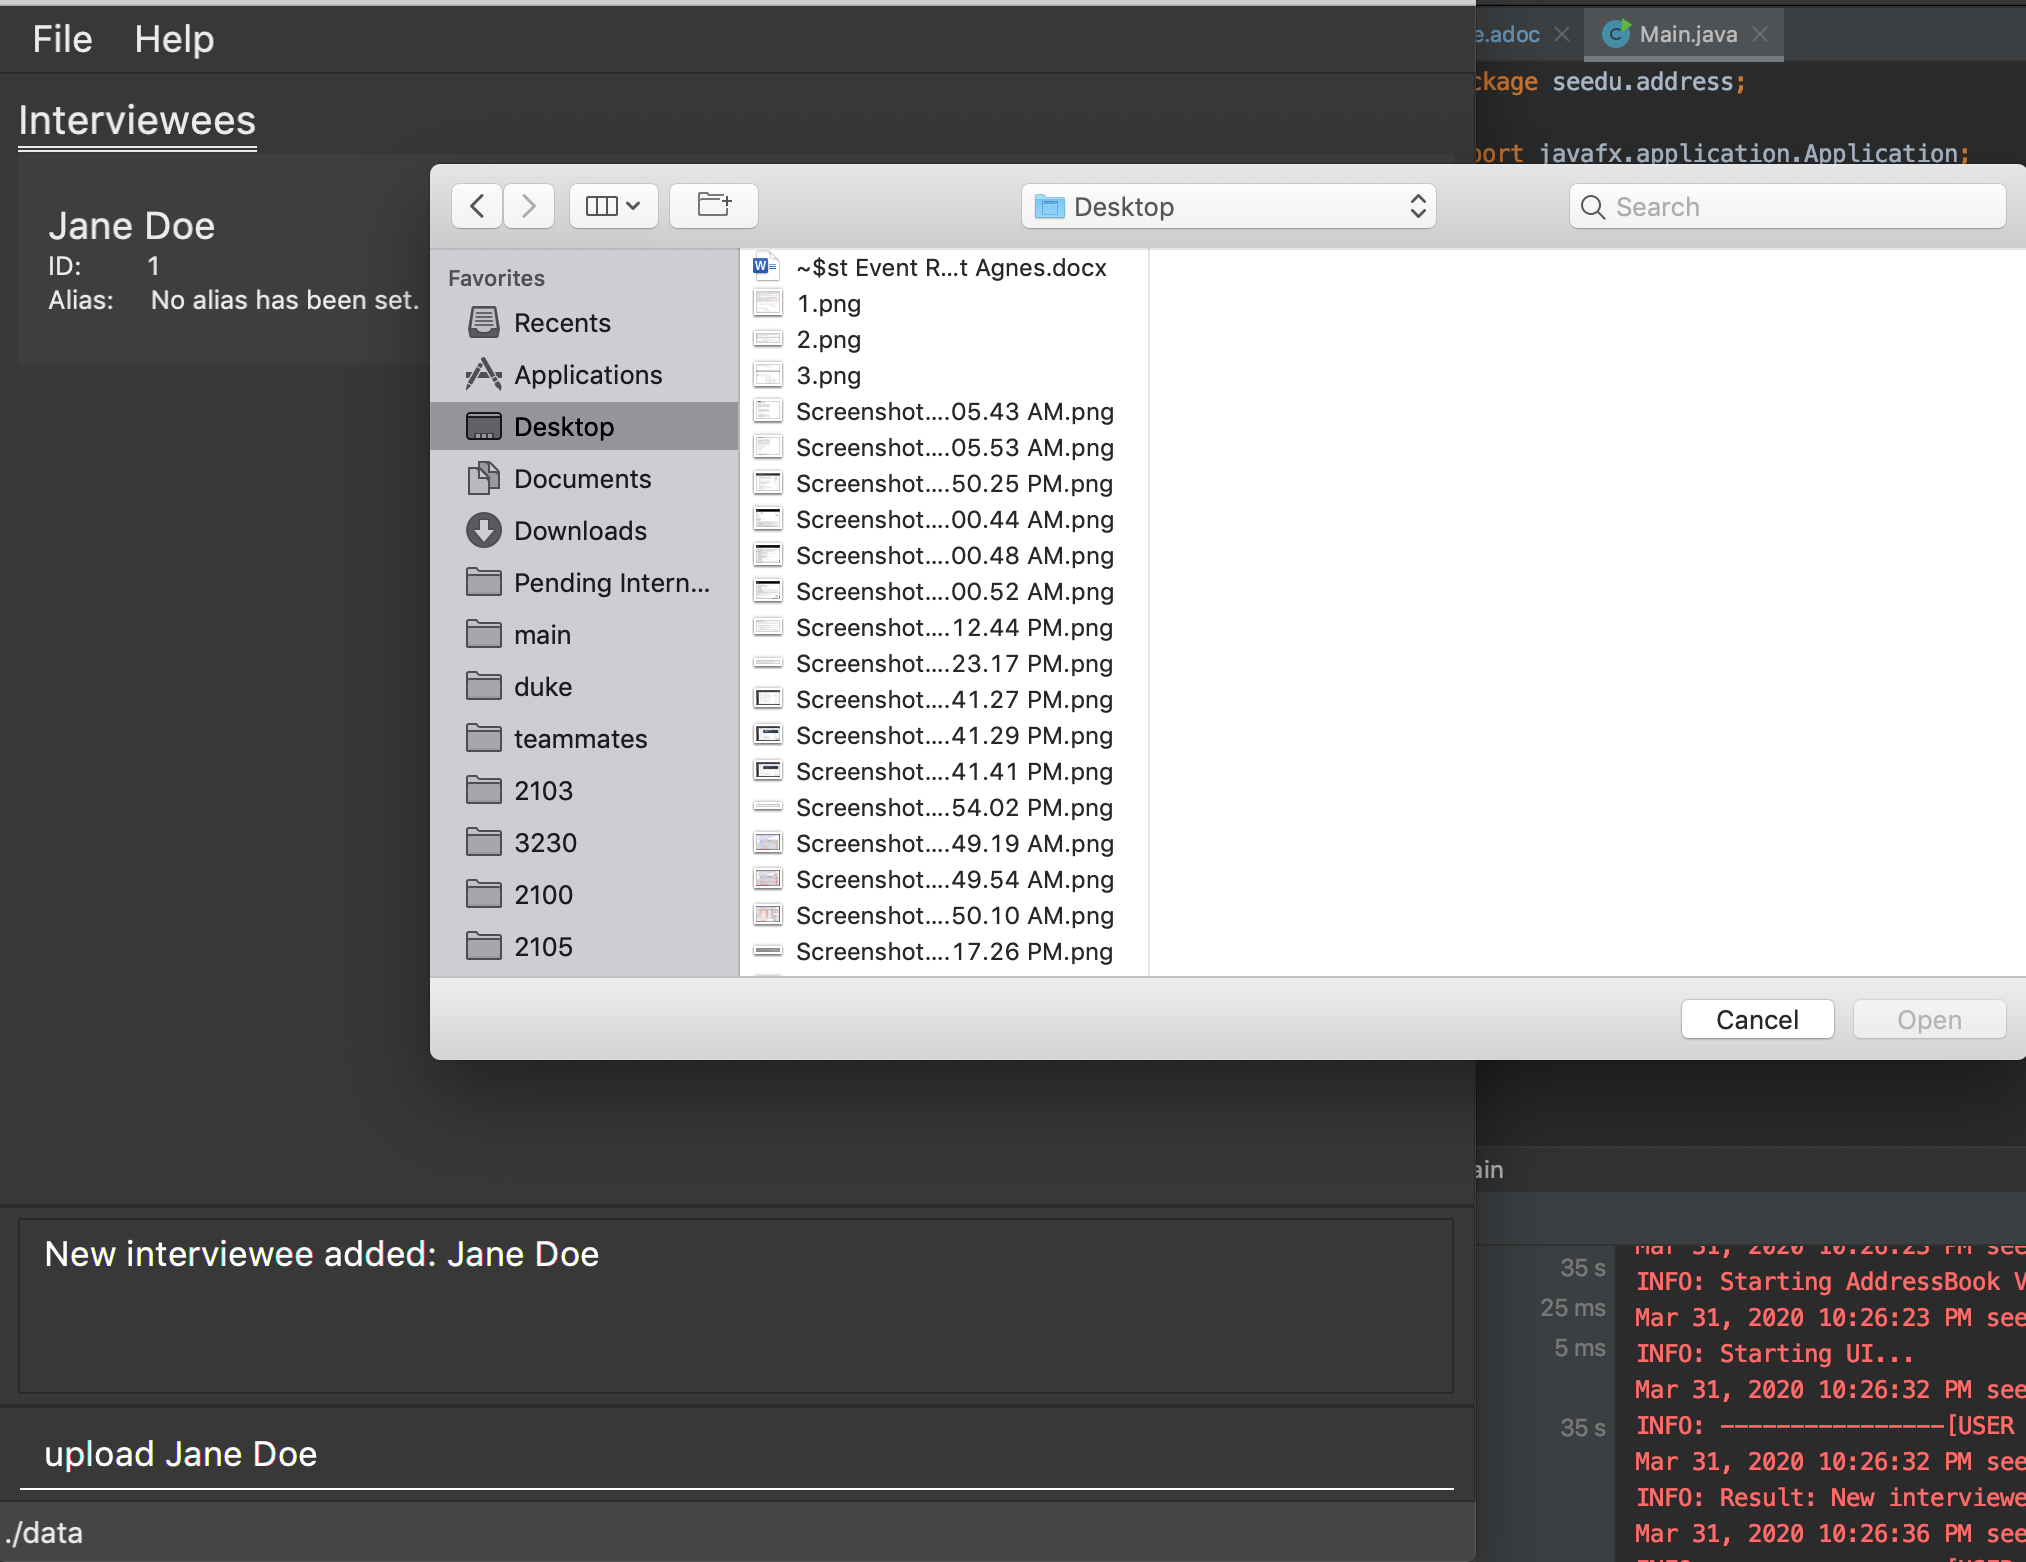 File Help
e.adoc
Main.java
ckage seedu.address;
Interviewees
port javafx.application.Application;
Jane Doe
ID: 1
Alias: No alias has been set.
Desktop
Search
Favorites
Recents
Applications
Desktop
Documents
Downloads
Pending Intern...
main
duke
teammates
2103
3230
2100
2105
~$st Event R...t Agnes.docx
1.png
2.png
3.png
Screenshot....05.43 AM.png
Screenshot....05.53 AM.png
Screenshot....50.25 PM.png
Screenshot....00.44 AM.png
Screenshot....00.48 AM.png
Screenshot....00.52 AM.png
Screenshot....12.44 PM.png
Screenshot....23.17 PM.png
Screenshot....41.27 PM.png
Screenshot....41.29 PM.png
Screenshot....41.41 PM.png
Screenshot....54.02 PM.png
Screenshot....49.19 AM.png
Screenshot....49.54 AM.png
Screenshot....50.10 AM.png
Screenshot....17.26 PM.png
Cancel
Open
ain
New interviewee added: Jane Doe
upload Jane Doe
./data
35 s
25 ms
5 ms
35 s
Mar 31, 2020 10:26:23 PM see
INFO: Starting AddressBook V
Mar 31, 2020 10:26:23 PM see
INFO: Starting UI...
Mar 31, 2020 10:26:32 PM see
INFO: ----------------[USER
Mar 31, 2020 10:26:32 PM see
INFO: Result: New interviewe
Mar 31, 2020 10:26:36 PM see